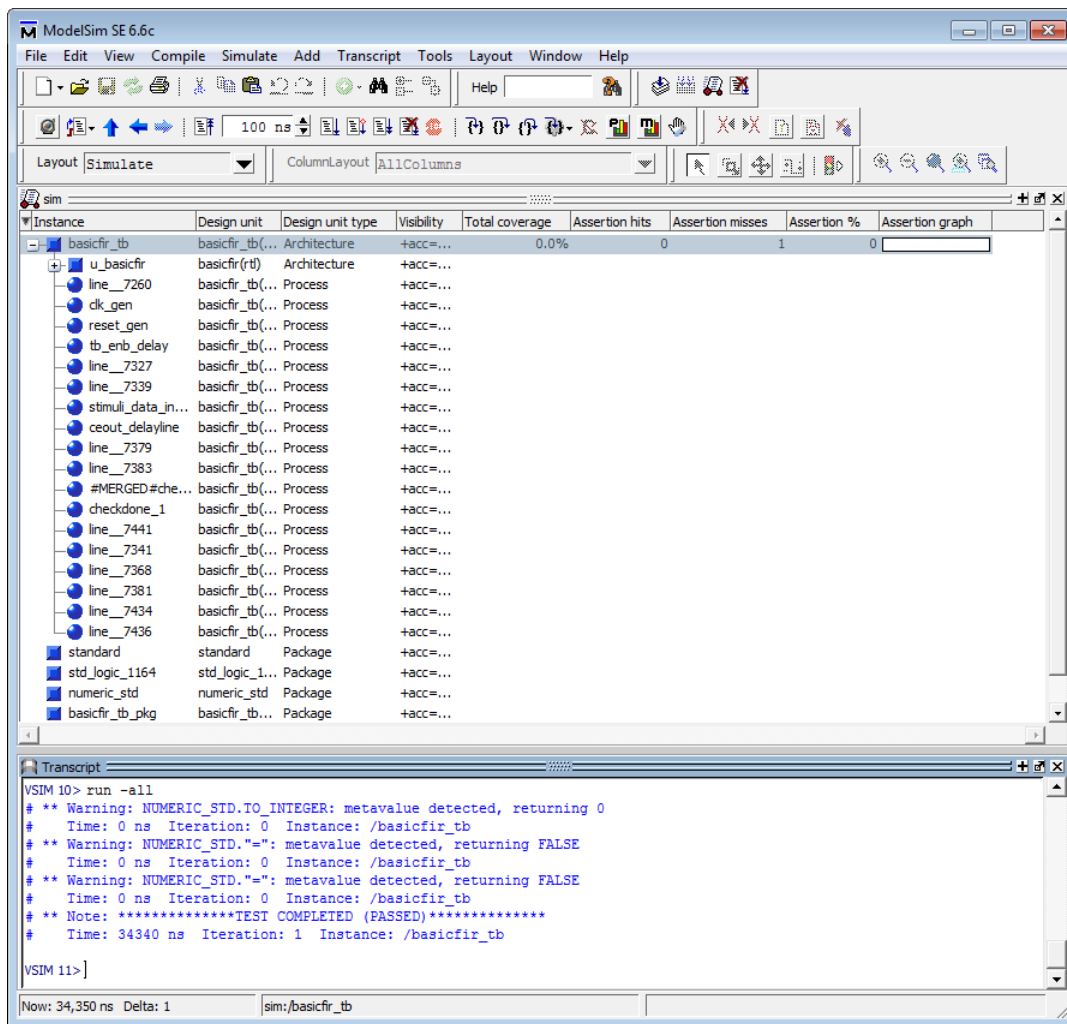 ModelSim SE 6.6c
File Edit View Compile Simulate Add Transcript Tools Layout Window Help
Help
100 ns
Layout Simulate ColumnLayout AllColumns
sim
Instance Design unit Design unit type Visibility Total coverage Assertion hits Assertion misses Assertion % Assertion graph
basicfir_tb basicfir_tb(... Architecture +acc=... 0.0% 0 1 0
u_basicfir basicfir(rtl) Architecture +acc=...
line__7260 basicfir_tb(... Process +acc=...
clk_gen basicfir_tb(... Process +acc=...
reset_gen basicfir_tb(... Process +acc=...
tb_enb_delay basicfir_tb(... Process +acc=...
line__7327 basicfir_tb(... Process +acc=...
line__7339 basicfir_tb(... Process +acc=...
stimuli_data_in... basicfir_tb(... Process +acc=...
ceout_delayline basicfir_tb(... Process +acc=...
line__7379 basicfir_tb(... Process +acc=...
line__7383 basicfir_tb(... Process +acc=...
#MERGED#che... basicfir_tb(... Process +acc=...
checkdone_1 basicfir_tb(... Process +acc=...
line__7441 basicfir_tb(... Process +acc=...
line__7341 basicfir_tb(... Process +acc=...
line__7368 basicfir_tb(... Process +acc=...
line__7381 basicfir_tb(... Process +acc=...
line__7434 basicfir_tb(... Process +acc=...
line__7436 basicfir_tb(... Process +acc=...
standard standard Package +acc=...
std_logic_1164 std_logic_1... Package +acc=...
numeric_std numeric_std Package +acc=...
basicfir_tb_pkg basicfir_tb... Package +acc=...
Transcript
VSIM 10> run -all
# ** Warning: NUMERIC_STD.TO_INTEGER: metavalue detected, returning 0
# Time: 0 ns Iteration: 0 Instance: /basicfir_tb
# ** Warning: NUMERIC_STD."=": metavalue detected, returning FALSE
# Time: 0 ns Iteration: 0 Instance: /basicfir_tb
# ** Warning: NUMERIC_STD."=": metavalue detected, returning FALSE
# Time: 0 ns Iteration: 0 Instance: /basicfir_tb
# ** Note: **************TEST COMPLETED (PASSED)**************
# Time: 34340 ns Iteration: 1 Instance: /basicfir_tb
VSIM 11>
Now: 34,350 ns Delta: 1 sim:/basicfir_tb